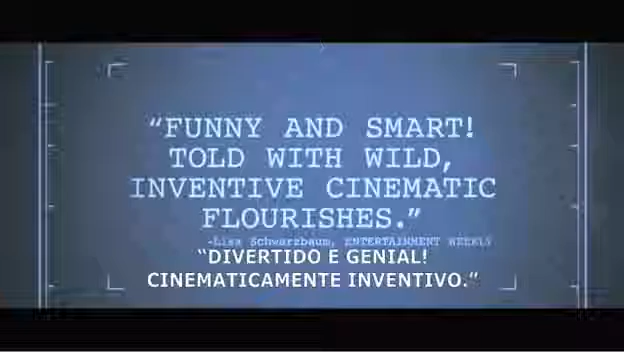 “FUNNY AND SMART!
TOLD WITH WILD,
INVENTIVE CINEMATIC
FLOURISHES.”
-Lisa Schwarzbaum, ENTERTAINMENT WEEKLY
“DIVERTIDO E GENIAL!
CINEMATICAMENTE INVENTIVO.”